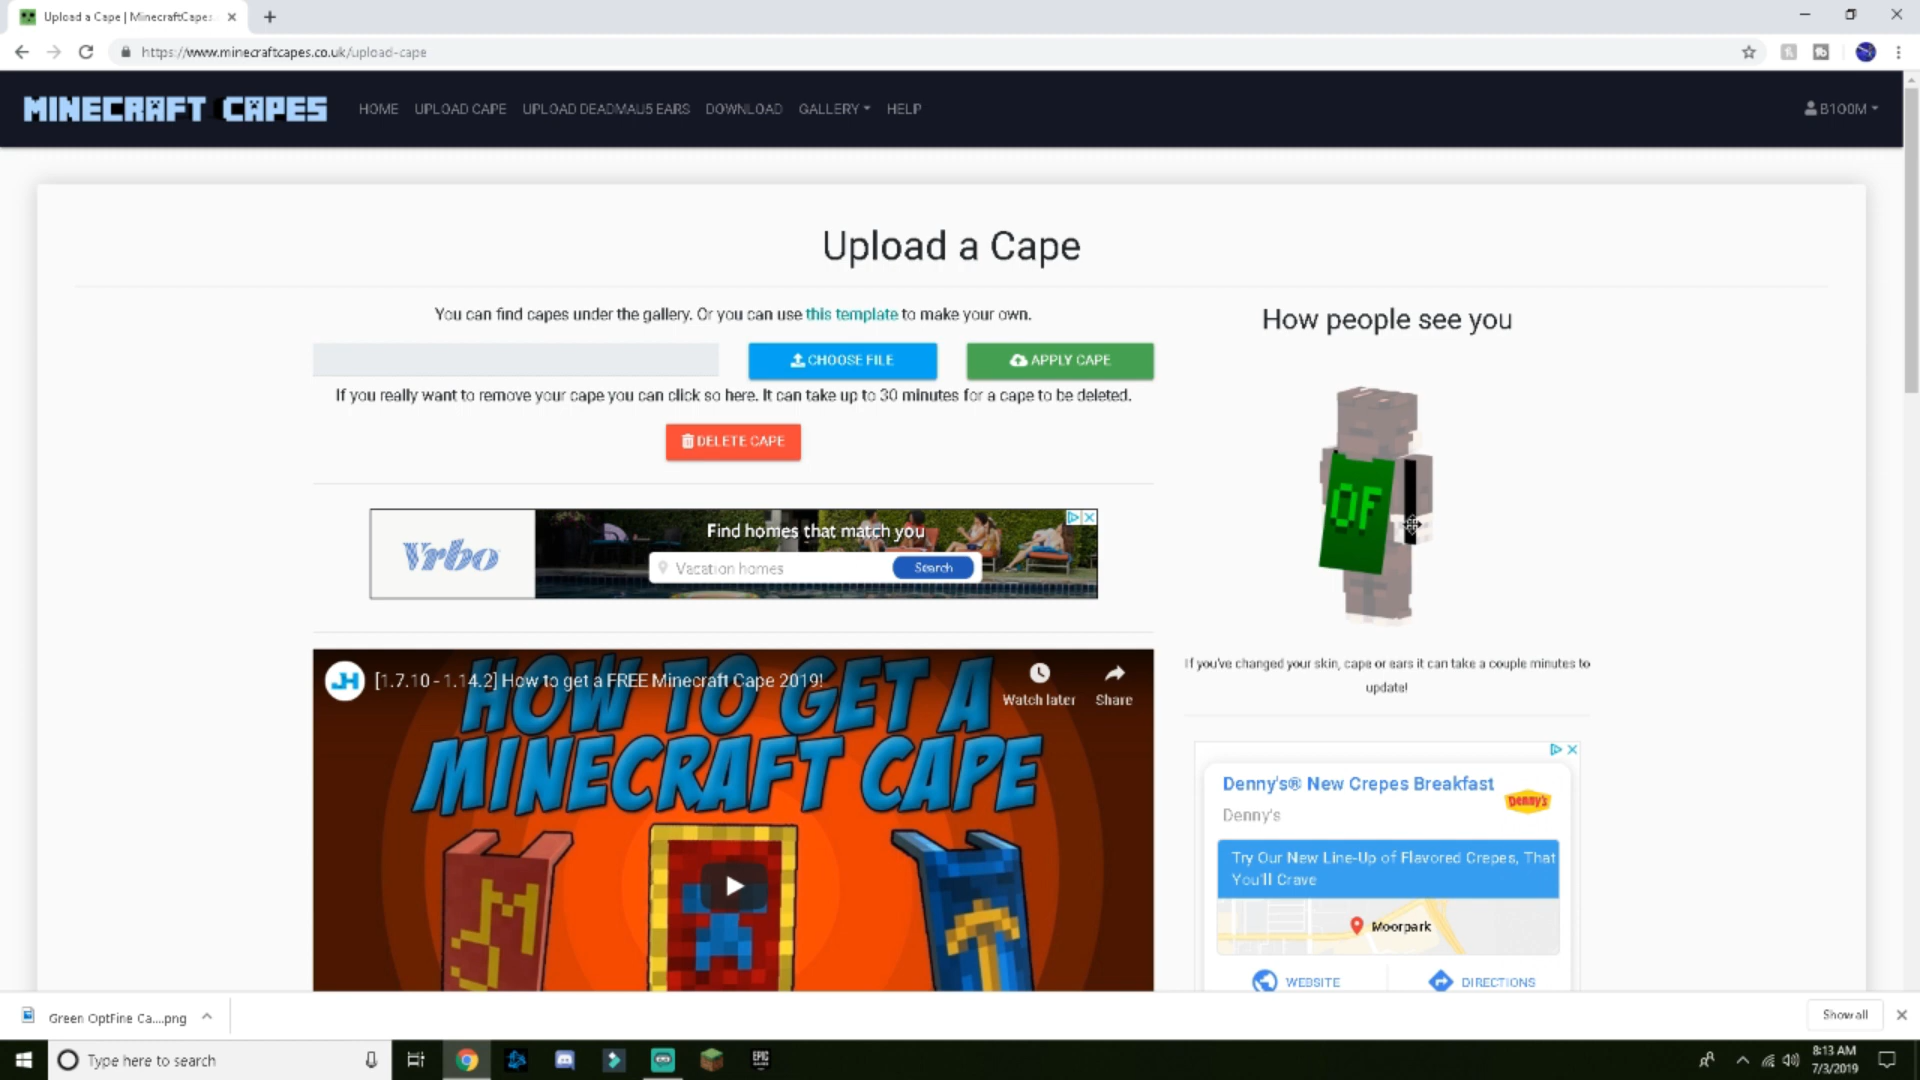 Upload a Cape | MinecraftCapes
https://www.minecraftcapes.co.uk/upload-cape
MINECRAFT CAPES
HOME
UPLOAD CAPE
UPLOAD DEADMAU5 EARS
DOWNLOAD
GALLERY
HELP
B100M
Upload a Cape
You can find capes under the gallery. Or you can use this template to make your own.
CHOOSE FILE
APPLY CAPE
If you really want to remove your cape you can click so here. It can take up to 30 minutes for a cape to be deleted.
DELETE CAPE
How people see you
OF
If you've changed your skin, cape or ears it can take a couple minutes to
update!
Vrbo
Find homes that match you
Vacation homes
Search
JH
[1.7.10 - 1.14.2] How to get a FREE Minecraft Cape 2019!
Watch later
Share
HOW TO GET A
MINECRAFT CAPE
Denny's® New Crepes Breakfast
Denny's
Denny's
Try Our New Line-Up of Flavored Crepes, That
You'll Crave
Moorpark
WEBSITE
DIRECTIONS
Green OptFine Ca....png
Show all
Type here to search
EPIC
GAMES
8:13 AM
7/3/2019